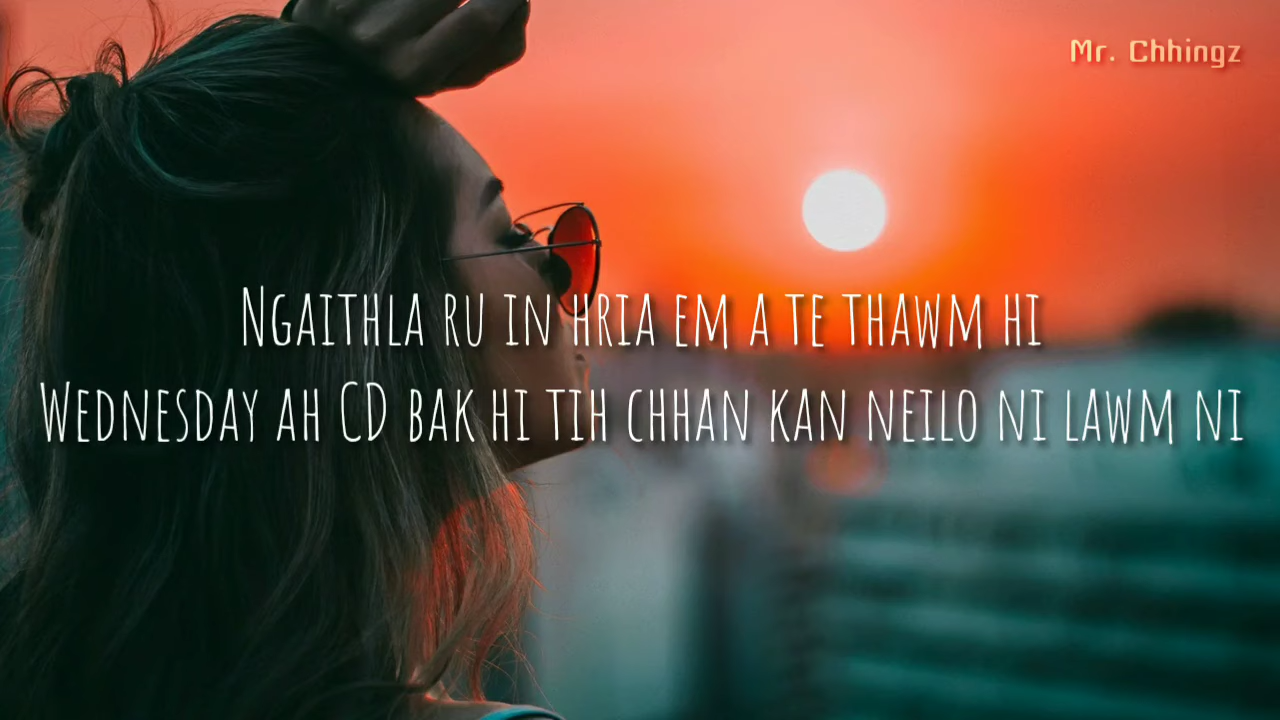 Mr. Chhingz
Ngaithla ru in hria em a te thawm hi
Wednesday ah CD bak hi tih chhan kan neilo ni lawm ni